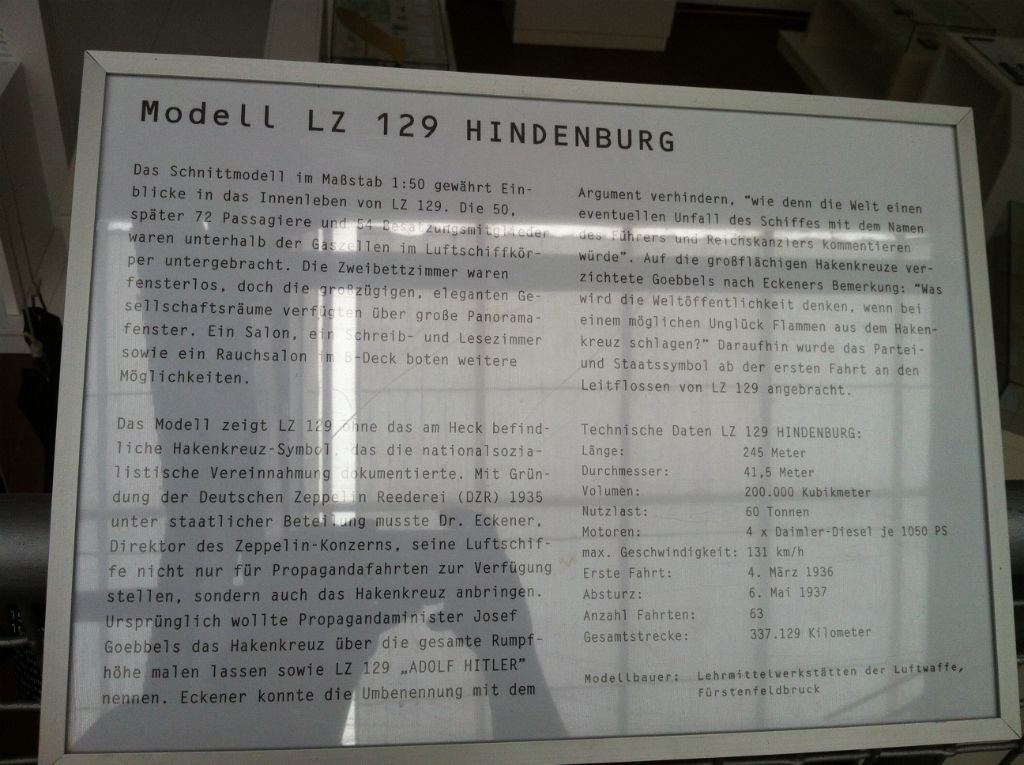 Modell LZ 129 HINDENBURG
Das Schnittmodell im Maßstab 1:50 gewährt Ein-
blicke in das Innenleben von LZ 129. Die 50,
später 72 Passagiere und 54 Besatzungsmitglieder
waren unterhalb der Gaszellen im Luftschiffkör-
per untergebracht. Die Zweibettzimmer waren
fensterlos, doch die großzügigen, eleganten Ge-
sellschaftsräume verfügten über große Panorama-
fenster. Ein Salon, ein Schreib- und Lesezimmer
sowie ein Rauchsalon im B-Deck boten weitere
Möglichkeiten.
Das Modell zeigt LZ 129 ohne das am Heck befind-
liche Hakenkreuz-Symbol, das die nationalsozia-
listische Vereinnahmung dokumentierte. Mit Grün-
dung der Deutschen Zeppelin Reederei (DZR) 1935
unter staatlicher Beteilung musste Dr. Eckener,
Direktor des Zeppelin-Konzerns, seine Luftschif-
fe nicht nur für Propagandafahrten zur Verfügung
stellen, sondern auch das Hakenkreuz anbringen.
Ursprünglich wollte Propagandaminister Josef
Goebbels das Hakenkreuz über die gesamte Rumpf-
höhe malen lassen sowie LZ 129 „ADOLF HITLER"
nennen. Eckener konnte die Umbenennung mit dem
Argument verhindern, "wie denn die Welt einen
eventuellen Unfall des Schiffes mit dem Namen
des Führers und Reichskanzlers kommentieren
würde". Auf die großflächigen Hakenkreuze ver-
zichtete Goebbels nach Eckeners Bemerkung: "Was
wird die Weltöffentlichkeit denken, wenn bei
einem möglichen Unglück Flammen aus dem Haken-
kreuz schlagen?" Daraufhin wurde das Partei-
und Staatssymbol ab der ersten Fahrt an den
Leitflossen von LZ 129 angebracht.
Technische Daten LZ 129 HINDENBURG:
Länge: 245 Meter
Durchmesser: 41,5 Meter
Volumen: 200.000 Kubikmeter
Nutzlast: 60 Tonnen
Motoren: 4 x Daimler-Diesel je 1050 PS
max. Geschwindigkeit: 131 km/h
Erste Fahrt: 4. März 1936
Absturz: 6. Mai 1937
Anzahl Fahrten: 63
Gesamtstrecke: 337.129 Kilometer
Modellbauer: Lehrmittelwerkstätten der Luftwaffe,
Fürstenfeldbruck